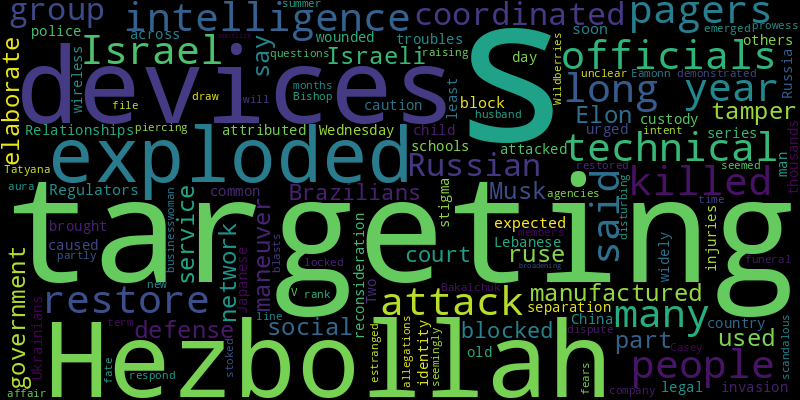 group
intelligence
coordinated
pagers
summer
police
across
wounded
troubles
day
officials
others
emerged
prowess
Israel
say
Israeli
questions
raising
devices
S
Wildberries
unclear
Eamonn
demonstrated
Russia
elaborate
wireless
months
Bishop
will
draw
file
piercing
caution
least
block
husband
long
year
Elon
custody
tamper
Relationships
attributed
Wednesday
child
schools
attacked
urged
intent
series
technical
man
thousands
exploded
Tatyana
aura
Regulators
common
Brazilians
Russian
Musk
stigma
agencies
seemed
restored
killed
disturbing
time
targeting
brought
caused
partly
service
businesswoman
woman
network
Japanese
maneuver
blasts
locked
V
rank
Two
reconsideration
court
members
expected
Lebanese
ruse
said
widely
injuries
funeral
government
restore
new
line
Bakalchuk
broadening
attack
separation
manufactured
many
country
China
dispute
Ukrainians
term
defense
social
estranged
allegations
identity
seemingly
blocked
old
part
used
Casey
scandalous
Hezbollah
fate
respond
stoked
fears
company
people
legal
invasion
affair